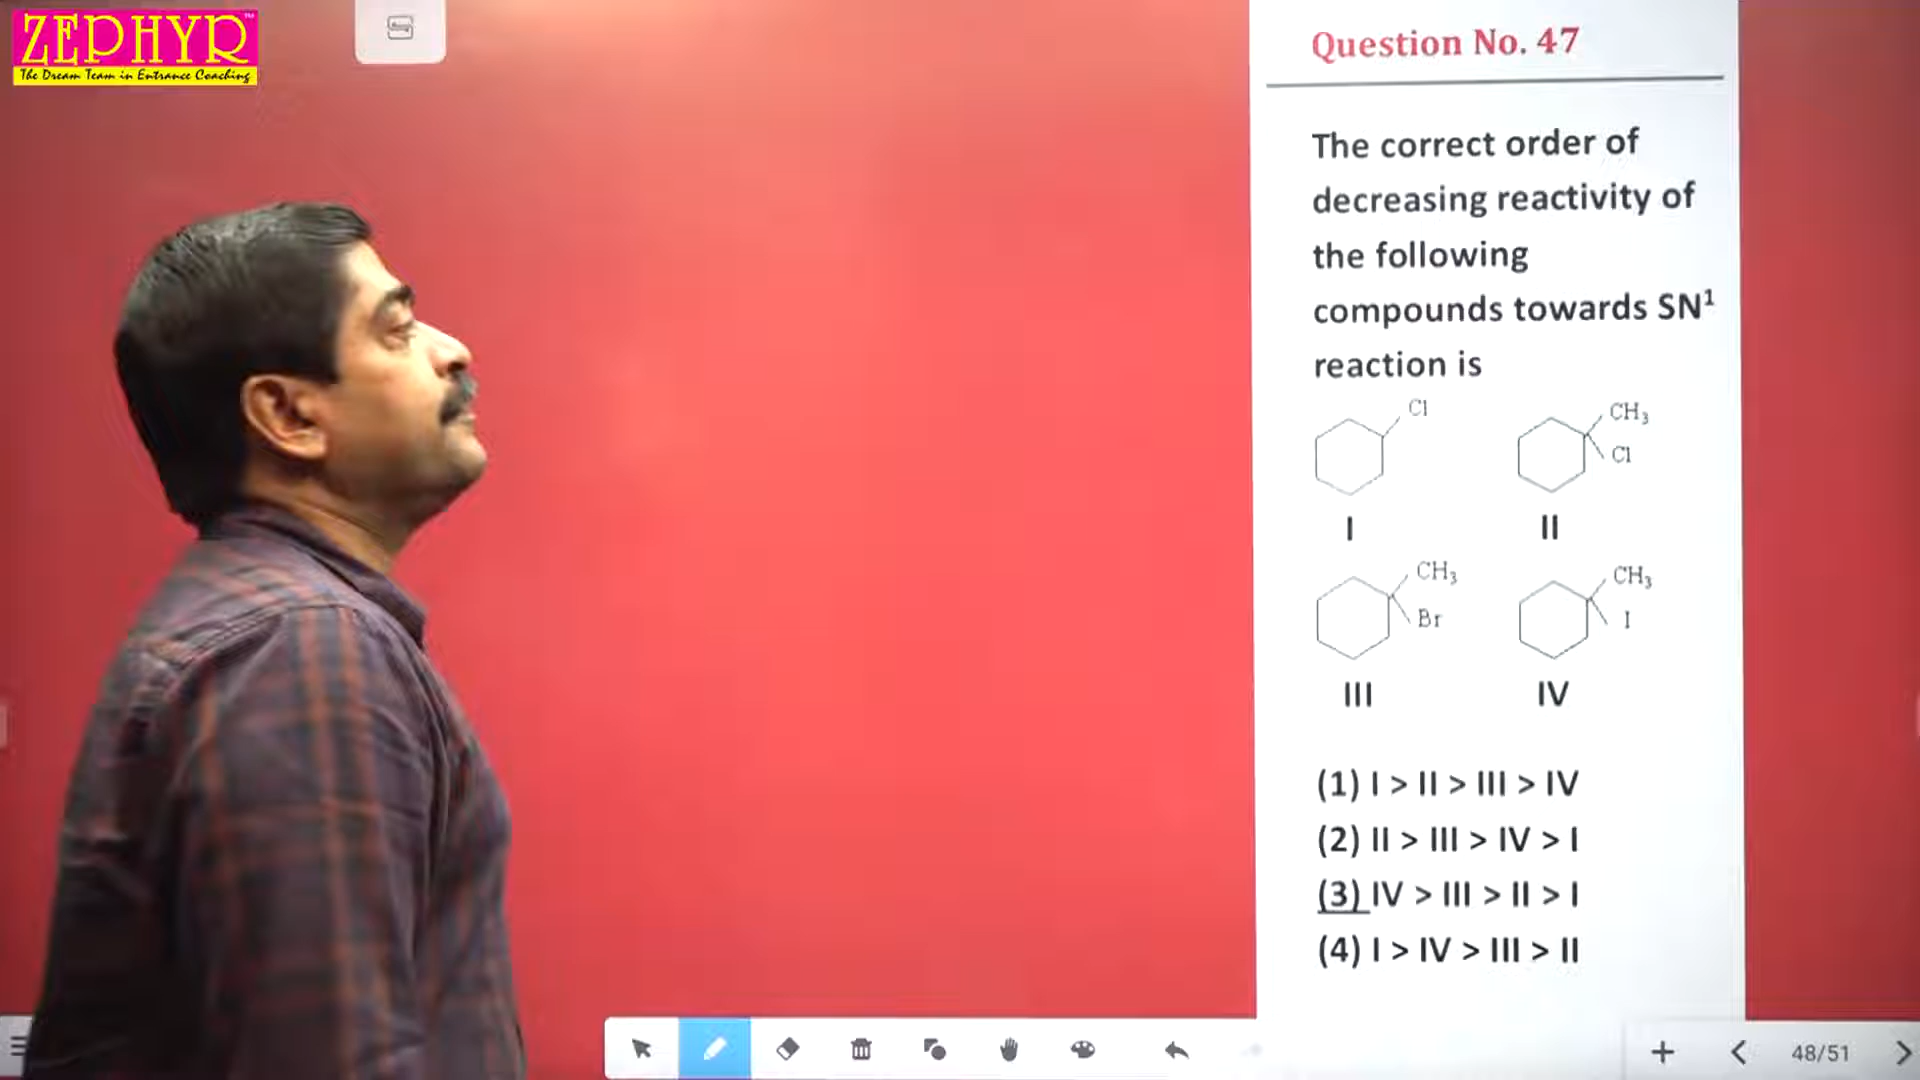 ZEPHYR™
The Dream Team in Entrance Coaching
Question No. 47
The correct order of
decreasing reactivity of
the following
compounds towards SN¹
reaction is
Cl
CH₃
Cl
I
II
CH₃
Br
CH₃
I
III
IV
(1) I > II > III > IV
(2) II > III > IV > I
(3) IV > III > II > I
(4) I > IV > III > II
48/51